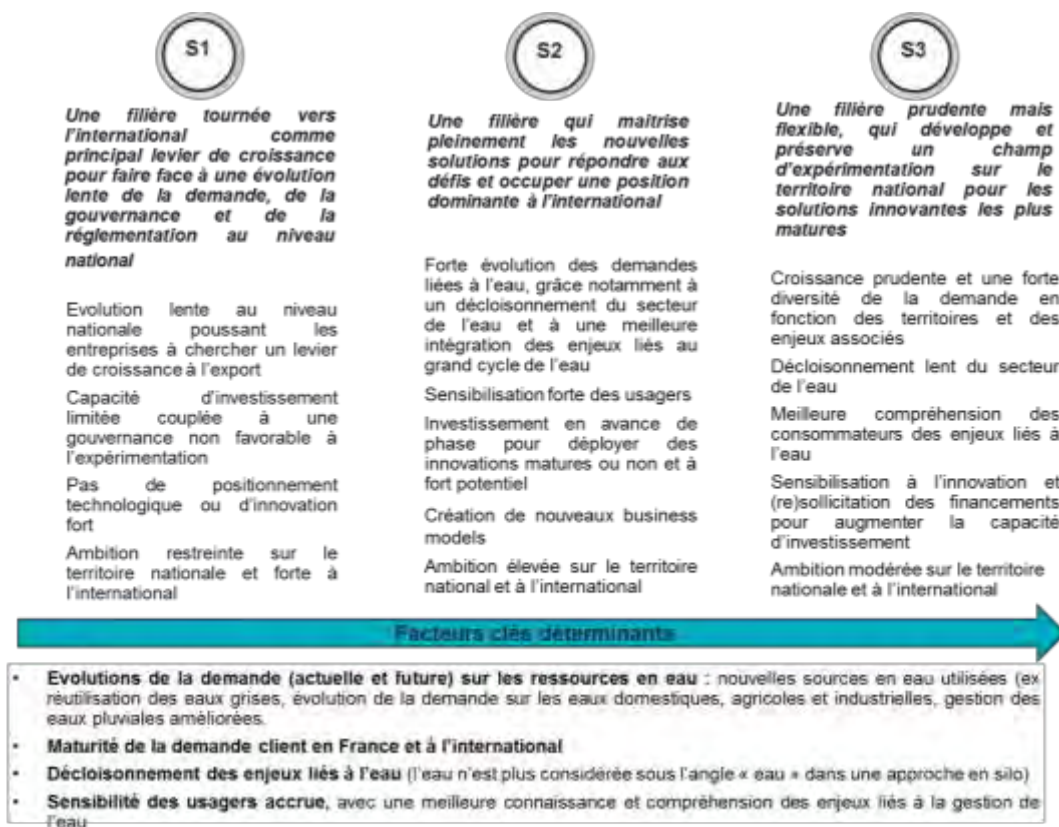 S1
Une filière tournée vers
l'international comme
principal levier de croissance
pour faire face à une évolution
lente de la demande, de la
gouvernance et de la
réglementation au niveau
national
Evolution lente au niveau
nationale poussant les
entreprises à chercher un levier
de croissance à l'export
Capacité d'investissement
limitée couplée à une
gouvernance non favorable à
l'expérimentation
Pas de positionnement
technologique ou d'innovation
fort
Ambition restreinte sur le
territoire nationale et forte à
l'international
S2
Une filière qui maitrise
pleinement les nouvelles
solutions pour répondre aux
défis et occuper une position
dominante à l'international
Forte évolution des demandes
liées à l'eau, grâce notamment à
un décloisonnement du secteur
de l'eau et à une meilleure
intégration des enjeux liés au
grand cycle de l'eau
Sensibilisation forte des usagers
Investissement en avance de
phase pour déployer des
innovations matures ou non et à
fort potentiel
Création de nouveaux business
models
Ambition élevée sur le territoire
national et à l'international
S3
Une filière prudente mais
flexible, qui développe et
préserve un champ
d'expérimentation sur le
territoire national pour les
solutions innovantes les plus
matures
Croissance prudente et une forte
diversité de la demande en
fonction des territoires et des
enjeux associés
Décloisonnement lent du secteur
de l'eau
Meilleure compréhension des
consommateurs des enjeux liés à
l'eau
Sensibilisation à l'innovation et
(re)sollicitation des financements
pour augmenter la capacité
d'investissement
Ambition modérée sur le territoire
nationale et à l'international
Facteurs clés déterminants
• Evolutions de la demande (actuelle et future) sur les ressources en eau : nouvelles sources en eau utilisées (ex
réutilisation des eaux grises, évolution de la demande sur les eaux domestiques, agricoles et industrielles, gestion des
eaux pluviales améliorées.
• Maturité de la demande client en France et à l'international
• Décloisonnement des enjeux liés à l'eau (l'eau n'est plus considérée sous l'angle « eau » dans une approche en silo)
• Sensibilité des usagers accrue, avec une meilleure connaissance et compréhension des enjeux liés à la gestion de
l'eau